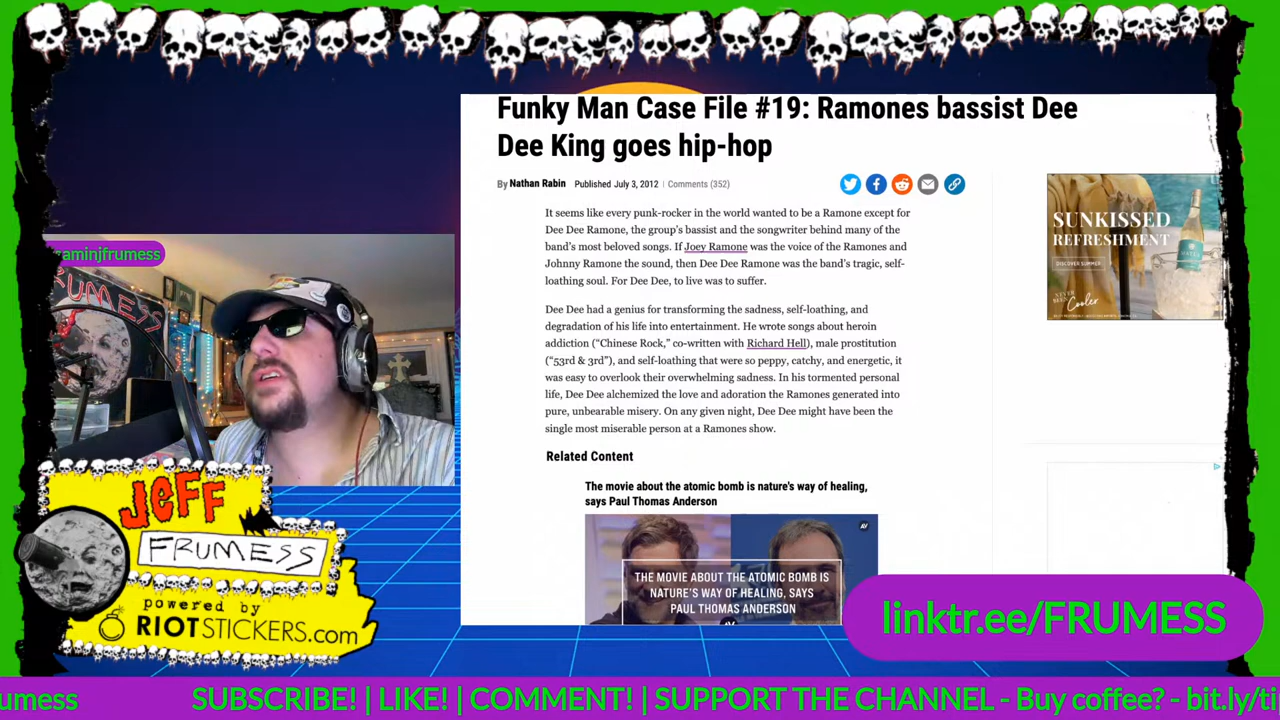 Funky Man Case File #19: Ramones bassist Dee
Dee King goes hip-hop
By Nathan Rabin Published July 3, 2012 | Comments (352)
It seems like every punk-rocker in the world wanted to be a Ramone except for
Dee Dee Ramone, the group's bassist and the songwriter behind many of the
band's most beloved songs. If Joey Ramone was the voice of the Ramones and
Johnny Ramone the sound, then Dee Dee Ramone was the band's tragic, self-
loathing soul. For Dee Dee, to live was to suffer.
Dee Dee had a genius for transforming the sadness, self-loathing, and
degradation of his life into entertainment. He wrote songs about heroin
addiction ("Chinese Rock," co-written with Richard Hell), male prostitution
("53rd & 3rd"), and self-loathing that were so peppy, catchy, and energetic, it
was easy to overlook their overwhelming sadness. In his tormented personal
life, Dee Dee alchemized the love and adoration the Ramones generated into
pure, unbearable misery. On any given night, Dee Dee might have been the
single most miserable person at a Ramones show.
Related Content
The movie about the atomic bomb is nature's way of healing,
says Paul Thomas Anderson
THE MOVIE ABOUT THE ATOMIC BOMB IS
NATURE'S WAY OF HEALING, SAYS
PAUL THOMAS ANDERSON
AV
SUNKISSED
REFRESHMENT
DISCOVER SUMMER
NEVER
BEEN
Cooler
aminjfrumess
FRUMESS
JEFF
FRUMESS
powered by
RIOTSTICKERS.com
linktr.ee/FRUMESS
umess SUBSCRIBE! | LIKE! | COMMENT! | SUPPORT THE CHANNEL - Buy coffee? - bit.ly/ti